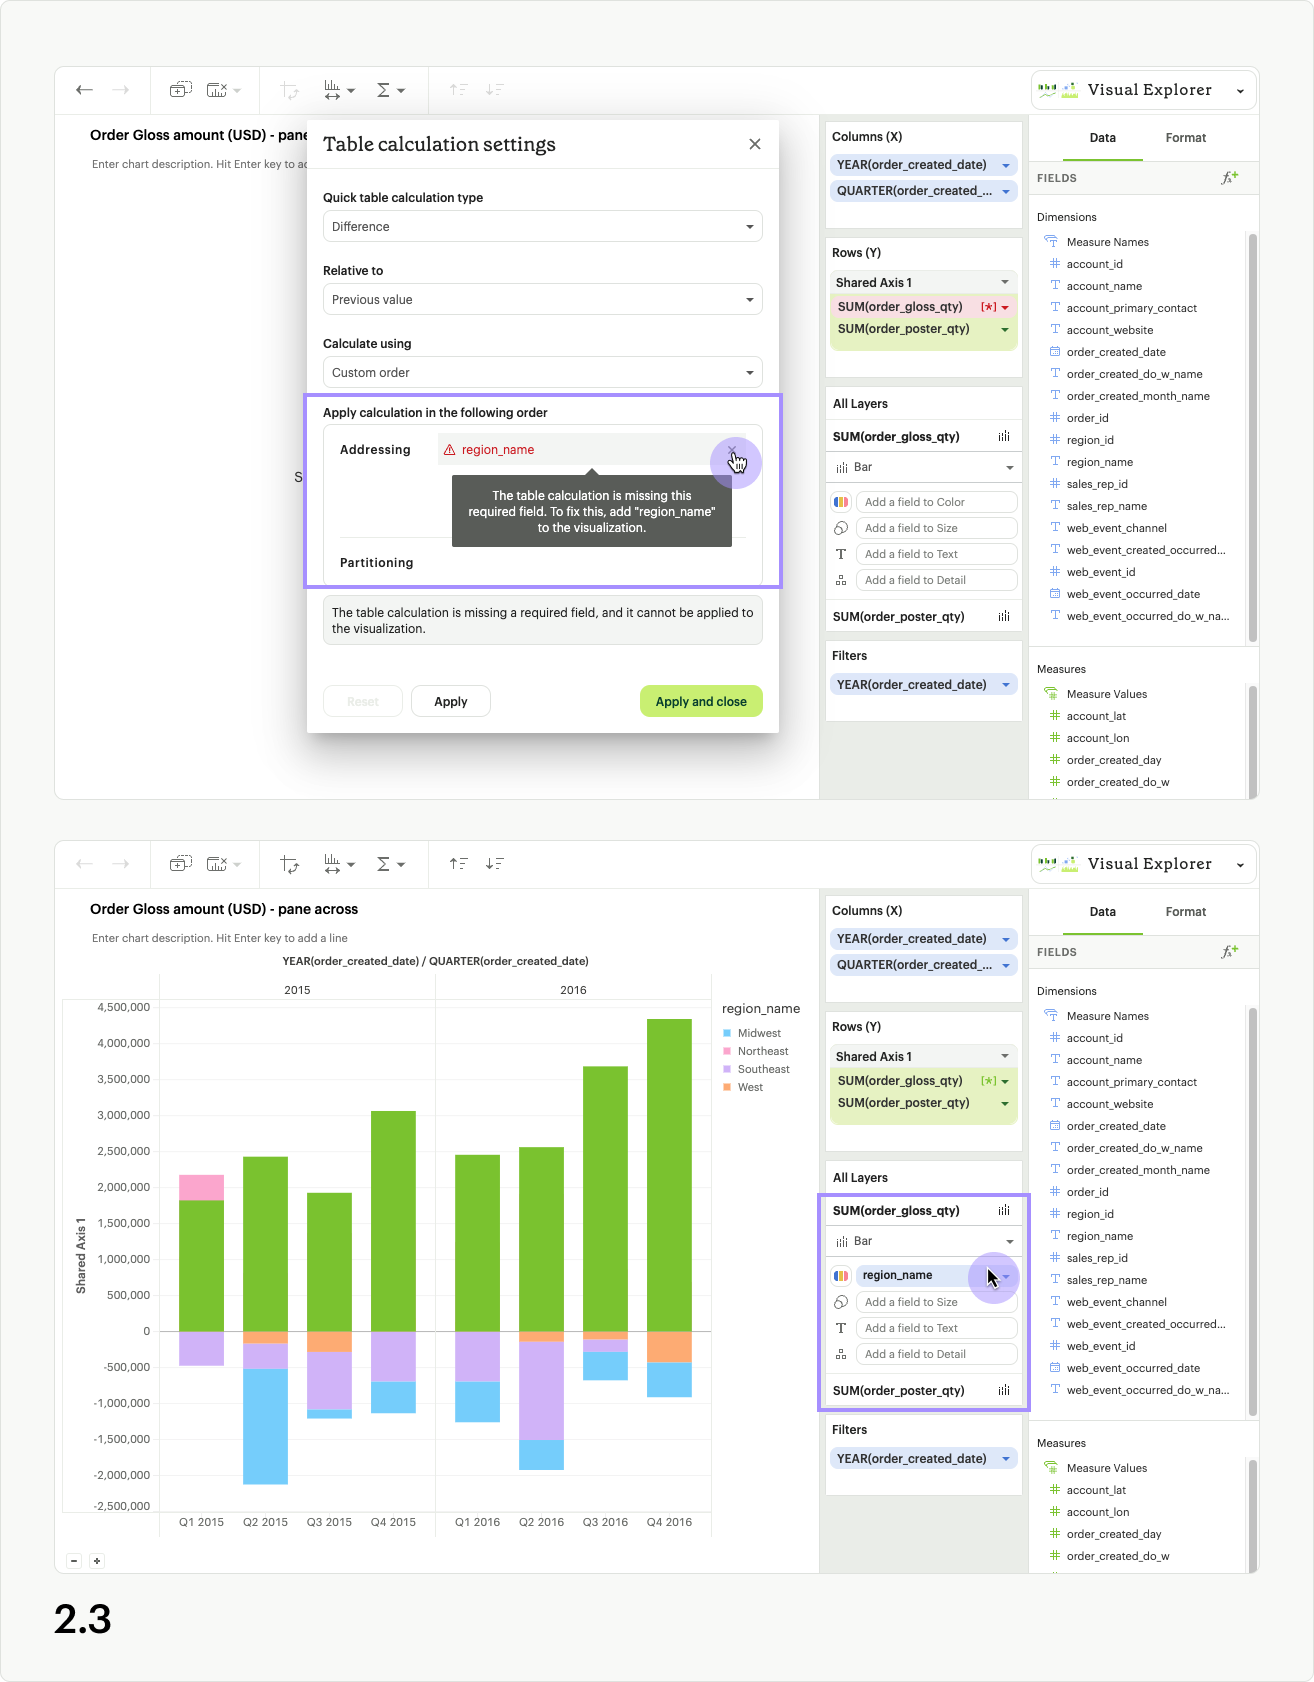 Visual Explorer
Order Gloss amount (USD) - pane
Enter chart description. Hit Enter key to ad
S
Table calculation settings
Quick table calculation type
Difference
Relative to
Previous value
Calculate using
Custom order
Apply calculation in the following order
Addressing
region_name
The table calculation is missing this
required field. To fix this, add "region_name"
to the visualization.
Partitioning
The table calculation is missing a required field, and it cannot be applied to
the visualization.
Reset
Apply
Apply and close
Columns (X)
YEAR(order_created_date)
QUARTER(order_created_...
Rows (Y)
Shared Axis 1
SUM(order_gloss_qty) [*]
SUM(order_poster_qty)
All Layers
SUM(order_gloss_qty)
Bar
Add a field to Color
Add a field to Size
Add a field to Text
Add a field to Detail
SUM(order_poster_qty)
Filters
YEAR(order_created_date)
Data
Format
FIELDS
Dimensions
Measure Names
account_id
account_name
account_primary_contact
account_website
order_created_date
order_created_do_w_name
order_created_month_name
order_id
region_id
region_name
sales_rep_id
sales_rep_name
web_event_channel
web_event_created_occurred...
web_event_id
web_event_occurred_date
web_event_occurred_do_w_na...
Measures
Measure Values
account_lat
account_lon
order_created_day
order_created_do_w
Visual Explorer
Order Gloss amount (USD) - pane across
Enter chart description. Hit Enter key to add a line
YEAR(order_created_date) / QUARTER(order_created_date)
2015
2016
4,500,000
4,000,000
3,500,000
3,000,000
2,500,000
2,000,000
1,500,000
1,000,000
500,000
0
-500,000
-1,000,000
-1,500,000
-2,000,000
-2,500,000
Shared Axis 1
Q1 2015
Q2 2015
Q3 2015
Q4 2015
Q1 2016
Q2 2016
Q3 2016
Q4 2016
region_name
Midwest
Northeast
Southeast
West
Columns (X)
YEAR(order_created_date)
QUARTER(order_created_...
Rows (Y)
Shared Axis 1
SUM(order_gloss_qty) [*]
SUM(order_poster_qty)
All Layers
SUM(order_gloss_qty)
Bar
region_name
Add a field to Size
Add a field to Text
Add a field to Detail
SUM(order_poster_qty)
Filters
YEAR(order_created_date)
Data
Format
FIELDS
Dimensions
Measure Names
account_id
account_name
account_primary_contact
account_website
order_created_date
order_created_do_w_name
order_created_month_name
order_id
region_id
region_name
sales_rep_id
sales_rep_name
web_event_channel
web_event_created_occurred...
web_event_id
web_event_occurred_date
web_event_occurred_do_w_na...
Measures
Measure Values
account_lat
account_lon
order_created_day
order_created_do_w
2.3